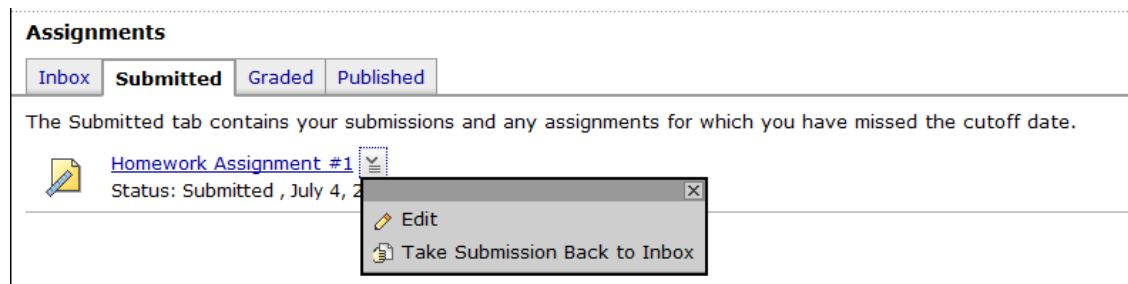 Assignments
Inbox Submitted Graded Published
The Submitted tab contains your submissions and any assignments for which you have missed the cutoff date.
Homework Assignment #1
Status: Submitted , July 4, 2
Edit
Take Submission Back to Inbox